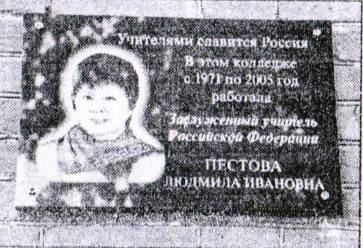 Учителями славится Россия
В этом колледже
с 1971 по 2005 год
работала
Заслуженный учитель
Российской Федерации
ПЕСТОВА
ЛЮДМИЛА ИВАНОВНА